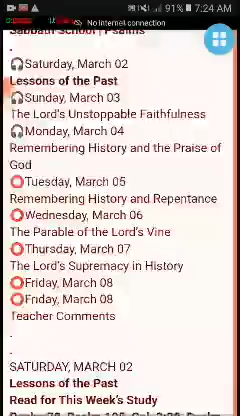 91% 7:24 AM
No Internet connection
Sabbath School | Psalms
.
🎧Saturday, March 02
Lessons of the Past
🎧Sunday, March 03
The Lord's Unstoppable Faithfulness
🎧Monday, March 04
Remembering History and the Praise of
God
⭕Tuesday, March 05
Remembering History and Repentance
⭕Wednesday, March 06
The Parable of the Lord's Vine
⭕Thursday, March 07
The Lord's Supremacy in History
⭕Friday, March 08
⭕Friday, March 08
Teacher Comments
.
.
SATURDAY, MARCH 02
Lessons of the Past
Read for This Week's Study